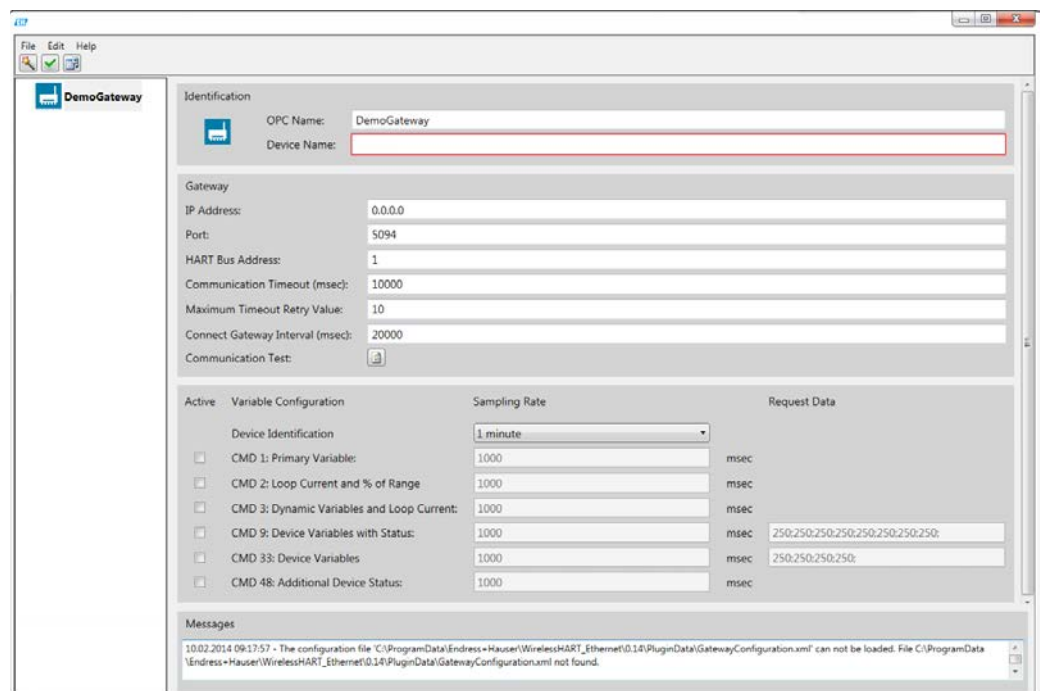 EH
File Edit Help
DemoGateway
Identification
OPC Name: DemoGateway
Device Name:
Gateway
IP Address: 0.0.0.0
Port: 5094
HART Bus Address: 1
Communication Timeout (msec): 10000
Maximum Timeout Retry Value: 10
Connect Gateway Interval (msec): 20000
Communication Test:
Active Variable Configuration Sampling Rate Request Data
Device Identification 1 minute
CMD 1: Primary Variable: 1000 msec
CMD 2: Loop Current and % of Range 1000 msec
CMD 3: Dynamic Variables and Loop Current: 1000 msec
CMD 9: Device Variables with Status: 1000 msec 250;250;250;250;250;250;250;250;
CMD 33: Device Variables 1000 msec 250;250;250;250;
CMD 48: Additional Device Status: 1000 msec
Messages
10.02.2014 09:17:57 - The configuration file 'C:\ProgramData\Endress+Hauser\WirelessHART_Ethernet\0.14\PluginData\GatewayConfiguration.xml' can not be loaded. File C:\ProgramData
\Endress+Hauser\WirelessHART_Ethernet\0.14\PluginData\GatewayConfiguration.xml not found.